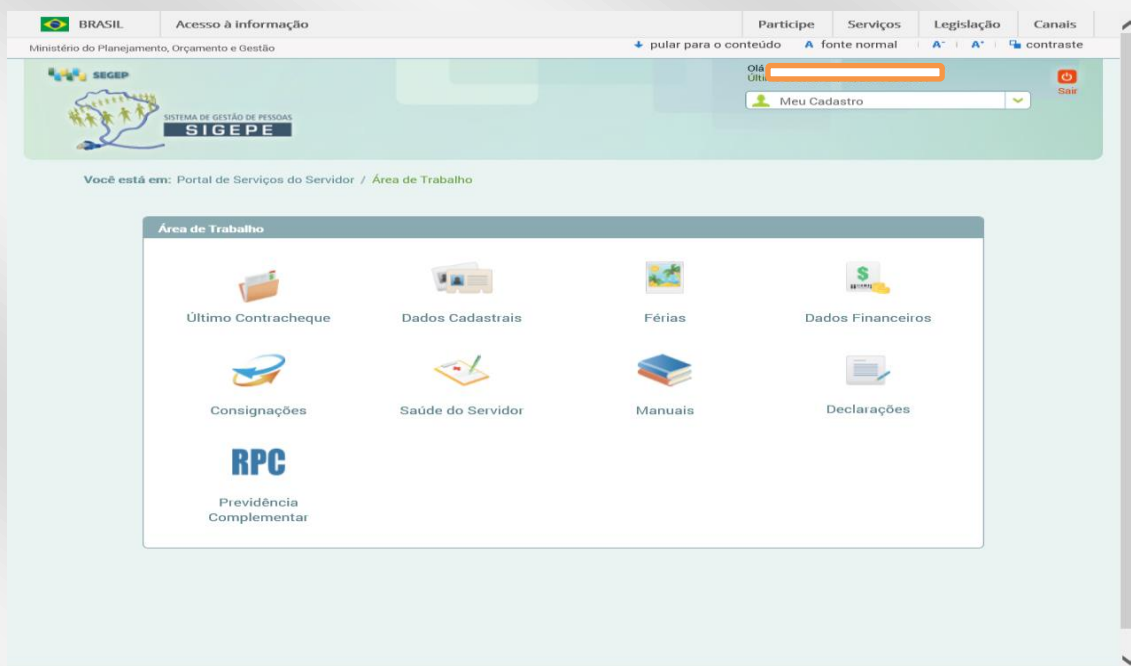 BRASIL Acesso à informação Participe Serviços Legislação Canais
Ministério do Planejamento, Orçamento e Gestão pular para o conteúdo A fonte normal A- A+ contraste
SEGEP
Olá
Últi
Sair
Meu Cadastro
SISTEMA DE GESTÃO DE PESSOAS
SIGEPE
Você está em: Portal de Serviços do Servidor / Área de Trabalho
Área de Trabalho
Último Contracheque Dados Cadastrais Férias Dados Financeiros
Consignações Saúde do Servidor Manuais Declarações
RPC
Previdência
Complementar